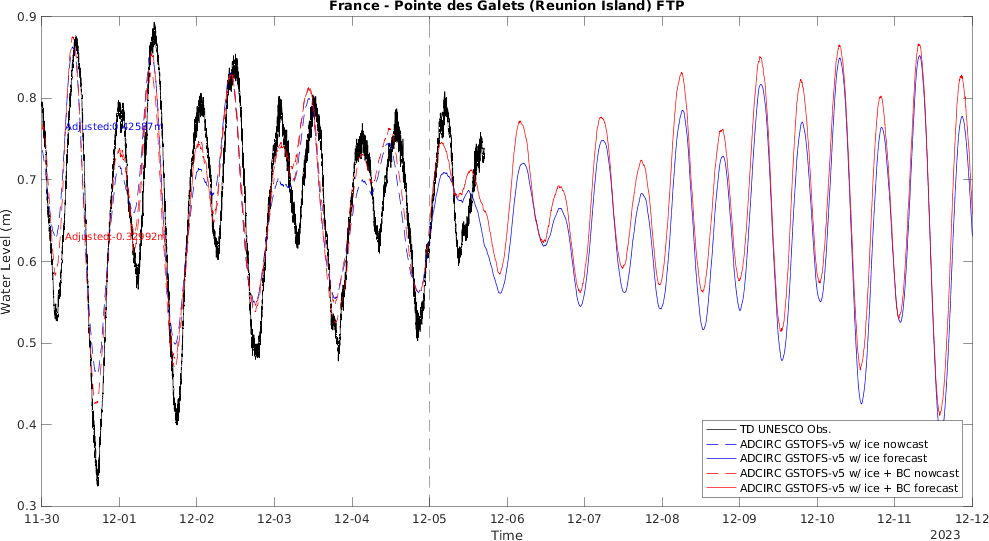 France - Pointe des Galets (Reunion Island) FTP
0.9
0.8
0.7
0.6
0.5
0.4
0.3
Water Level (m)
Adjusted:-0.32992m
TD UNESCO Obs.
ADCIRC GSTOFS-v5 w/ ice nowcast
ADCIRC GSTOFS-v5 w/ ice forecast
ADCIRC GSTOFS-v5 w/ ice + BC nowcast
ADCIRC GSTOFS-v5 w/ ice + BC forecast
11-30 12-01 12-02 12-03 12-04 12-05 12-06 12-07 12-08 12-09 12-10 12-11 12-12
Time
2023